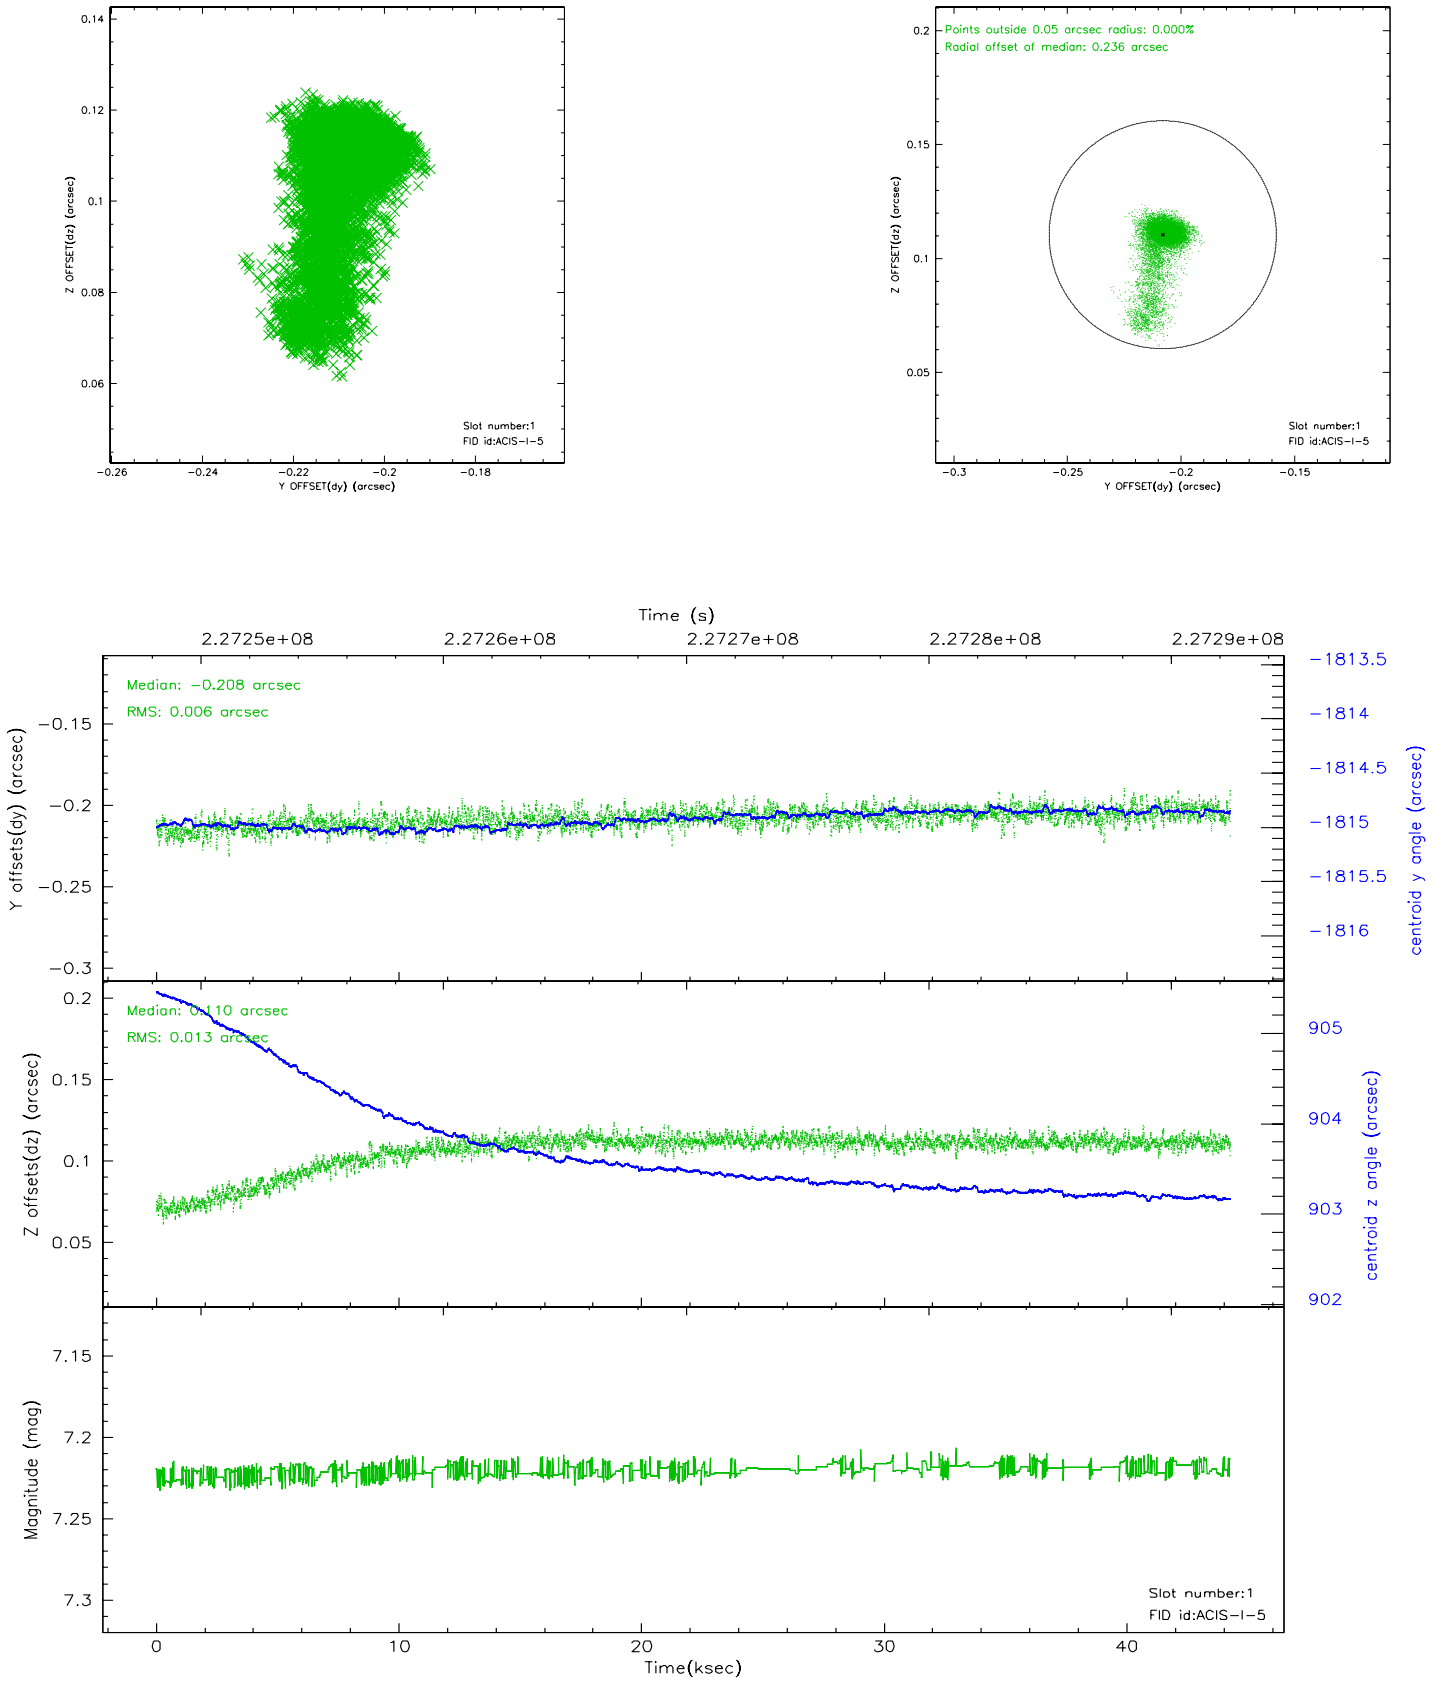 0.14
0.12
0.1
0.08
0.06
Z OFFSET(dz) (arcsec)
Slot number:1
FID id:ACIS-I-5
-0.26
-0.24
-0.22
-0.2
-0.18
Y OFFSET(dy) (arcsec)
0.2
0.15
0.1
0.05
Z OFFSET(dz) (arcsec)
Points outside 0.05 arcsec radius: 0.000%
Radial offset of median: 0.236 arcsec
Slot number:1
FID id:ACIS-I-5
-0.3
-0.25
-0.2
-0.15
Y OFFSET(dy) (arcsec)
Time (s)
2.2725e+08
2.2726e+08
2.2727e+08
2.2728e+08
2.2729e+08
Median: -0.208 arcsec
RMS: 0.006 arcsec
-0.15
-0.2
-0.25
-0.3
Y offsets(dy) (arcsec)
-1813.5
-1814
-1814.5
-1815
-1815.5
-1816
centroid y angle (arcsec)
Median: 0.110 arcsec
RMS: 0.013 arcsec
0.2
0.15
0.1
0.05
Z offsets(dz) (arcsec)
905
904
903
902
centroid z angle (arcsec)
7.15
7.2
7.25
7.3
Magnitude (mag)
Slot number:1
FID id:ACIS-I-5
0
10
20
30
40
Time(ksec)